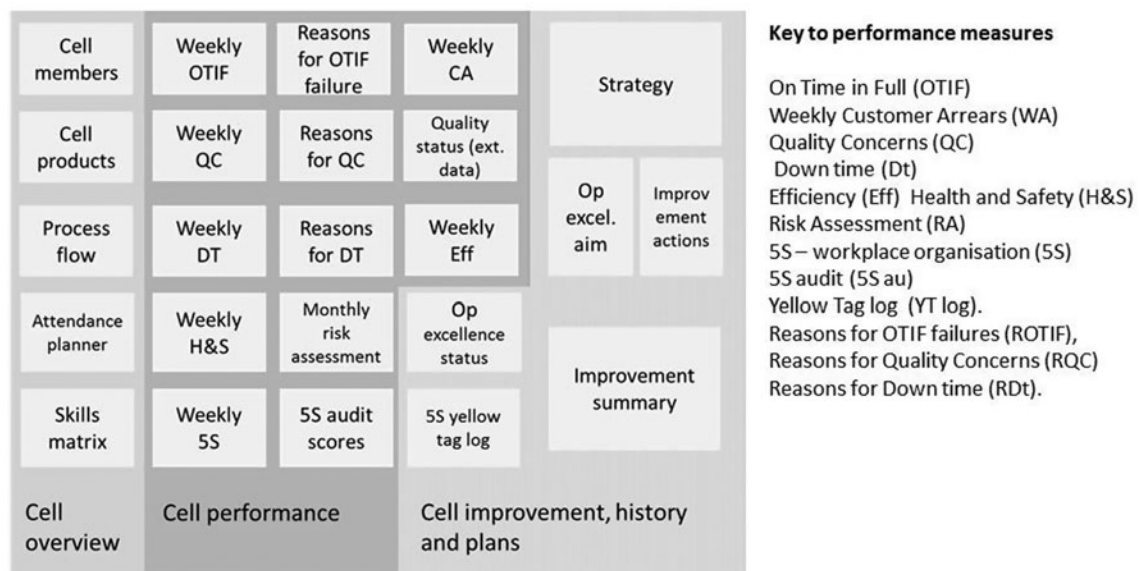 Cell
members
Weekly
OTIF
Reasons
for OTIF
failure
Weekly
CA
Strategy
Cell
products
Weekly
QC
Reasons
for QC
Quality
status (ext.
data)
Op
excel.
aim
Improv
ement
actions
Process
flow
Weekly
DT
Reasons
for DT
Weekly
Eff
Attendance
planner
Weekly
H&S
Monthly
risk
assessment
Op
excellence
status
Improvement
summary
Skills
matrix
Weekly
5S
5S audit
scores
5S yellow
tag log
Cell
overview
Cell performance
Cell improvement, history
and plans
Key to performance measures
On Time in Full (OTIF)
Weekly Customer Arrears (WA)
Quality Concerns (QC)
Down time (Dt)
Efficiency (Eff)  Health and Safety (H&S)
Risk Assessment (RA)
5S – workplace organisation (5S)
5S audit (5S au)
Yellow Tag log  (YT log).
Reasons for OTIF failures (ROTIF),
Reasons for Quality Concerns (RQC)
Reasons for Down time (RDt).